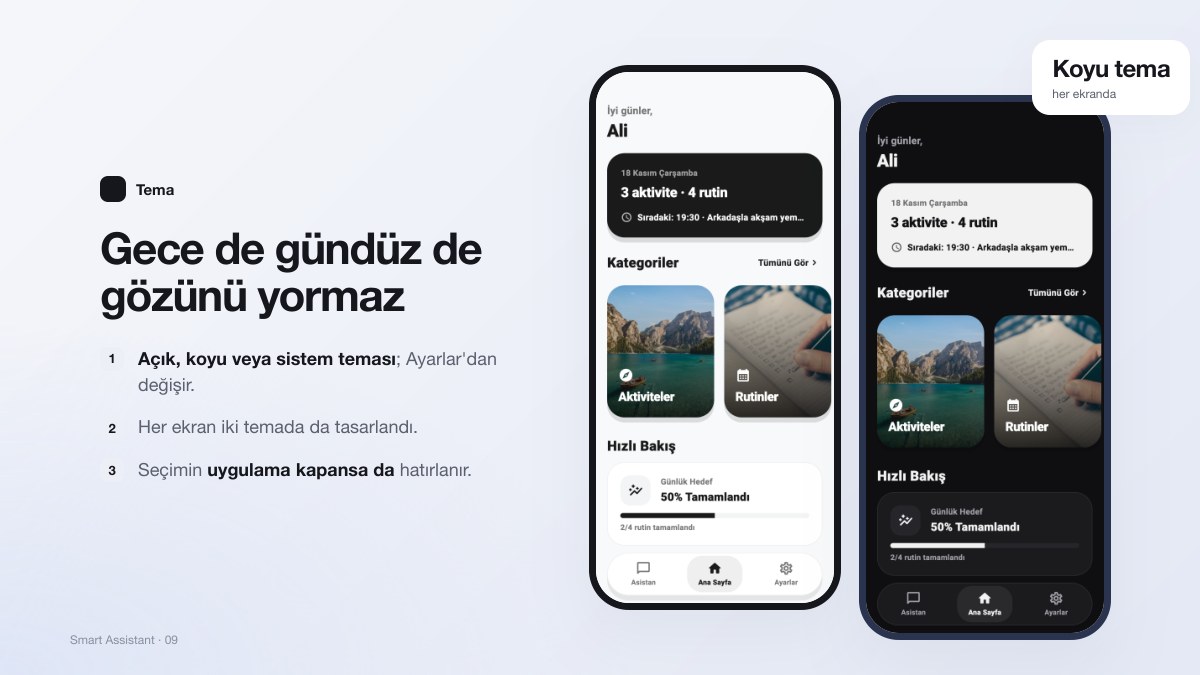 Tema
Gece de gündüz de
gözünü yormaz
1 Açık, koyu veya sistem teması; Ayarlar'dan
değişir.
2 Her ekran iki temada da tasarlandı.
3 Seçimin uygulama kapansa da hatırlanır.
Smart Assistant · 09
İyi günler,
Ali
18 Kasım Çarşamba
3 aktivite · 4 rutin
Sıradaki: 19:30 · Arkadaşla akşam yem...
Kategoriler
Tümünü Gör
Aktiviteler
Rutinler
Hızlı Bakış
Günlük Hedef
50% Tamamlandı
2/4 rutin tamamlandı
Asistan
Ana Sayfa
Ayarlar
Koyu tema
her ekranda
İyi günler,
Ali
18 Kasım Çarşamba
3 aktivite · 4 rutin
Sıradaki: 19:30 · Arkadaşla akşam yem...
Kategoriler
Tümünü Gör
Aktiviteler
Rutinler
Hızlı Bakış
Günlük Hedef
50% Tamamlandı
2/4 rutin tamamlandı
Asistan
Ana Sayfa
Ayarlar